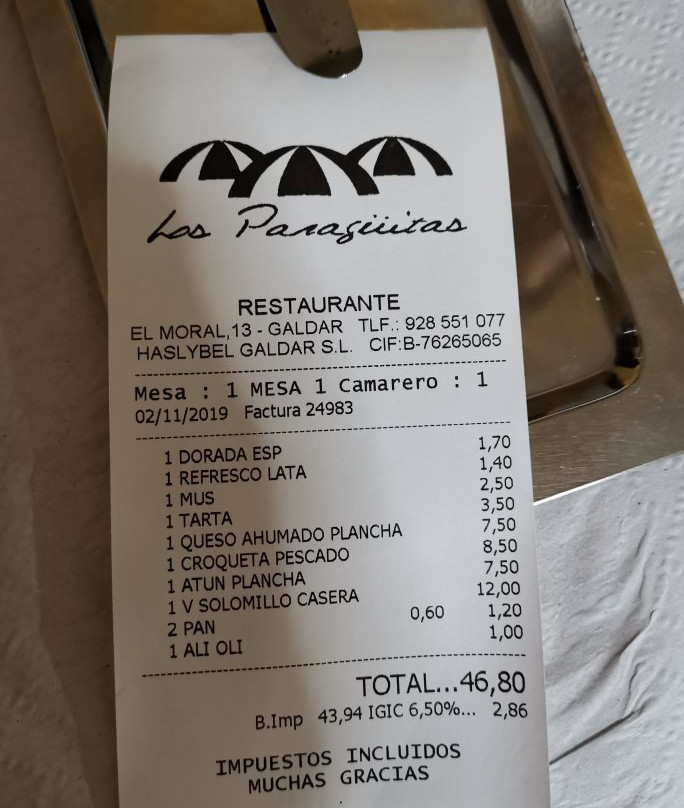 Los Paragüitas
RESTAURANTE
EL MORAL,13 - GALDAR TLF.: 928 551 077
HASLYBEL GALDAR S.L. CIF:B-76265065
Mesa : 1 MESA 1 Camarero : 1
02/11/2019 Factura 24983
1 DORADA ESP 1,70
1 REFRESCO LATA 1,40
1 MUS 2,50
1 TARTA 3,50
1 QUESO AHUMADO PLANCHA 7,50
1 CROQUETA PESCADO 8,50
1 ATUN PLANCHA 7,50
1 V SOLOMILLO CASERA 12,00
2 PAN 0,60 1,20
1 ALI OLI 1,00
TOTAL...46,80
B.Imp 43,94 IGIC 6,50%... 2,86
IMPUESTOS INCLUIDOS
MUCHAS GRACIAS